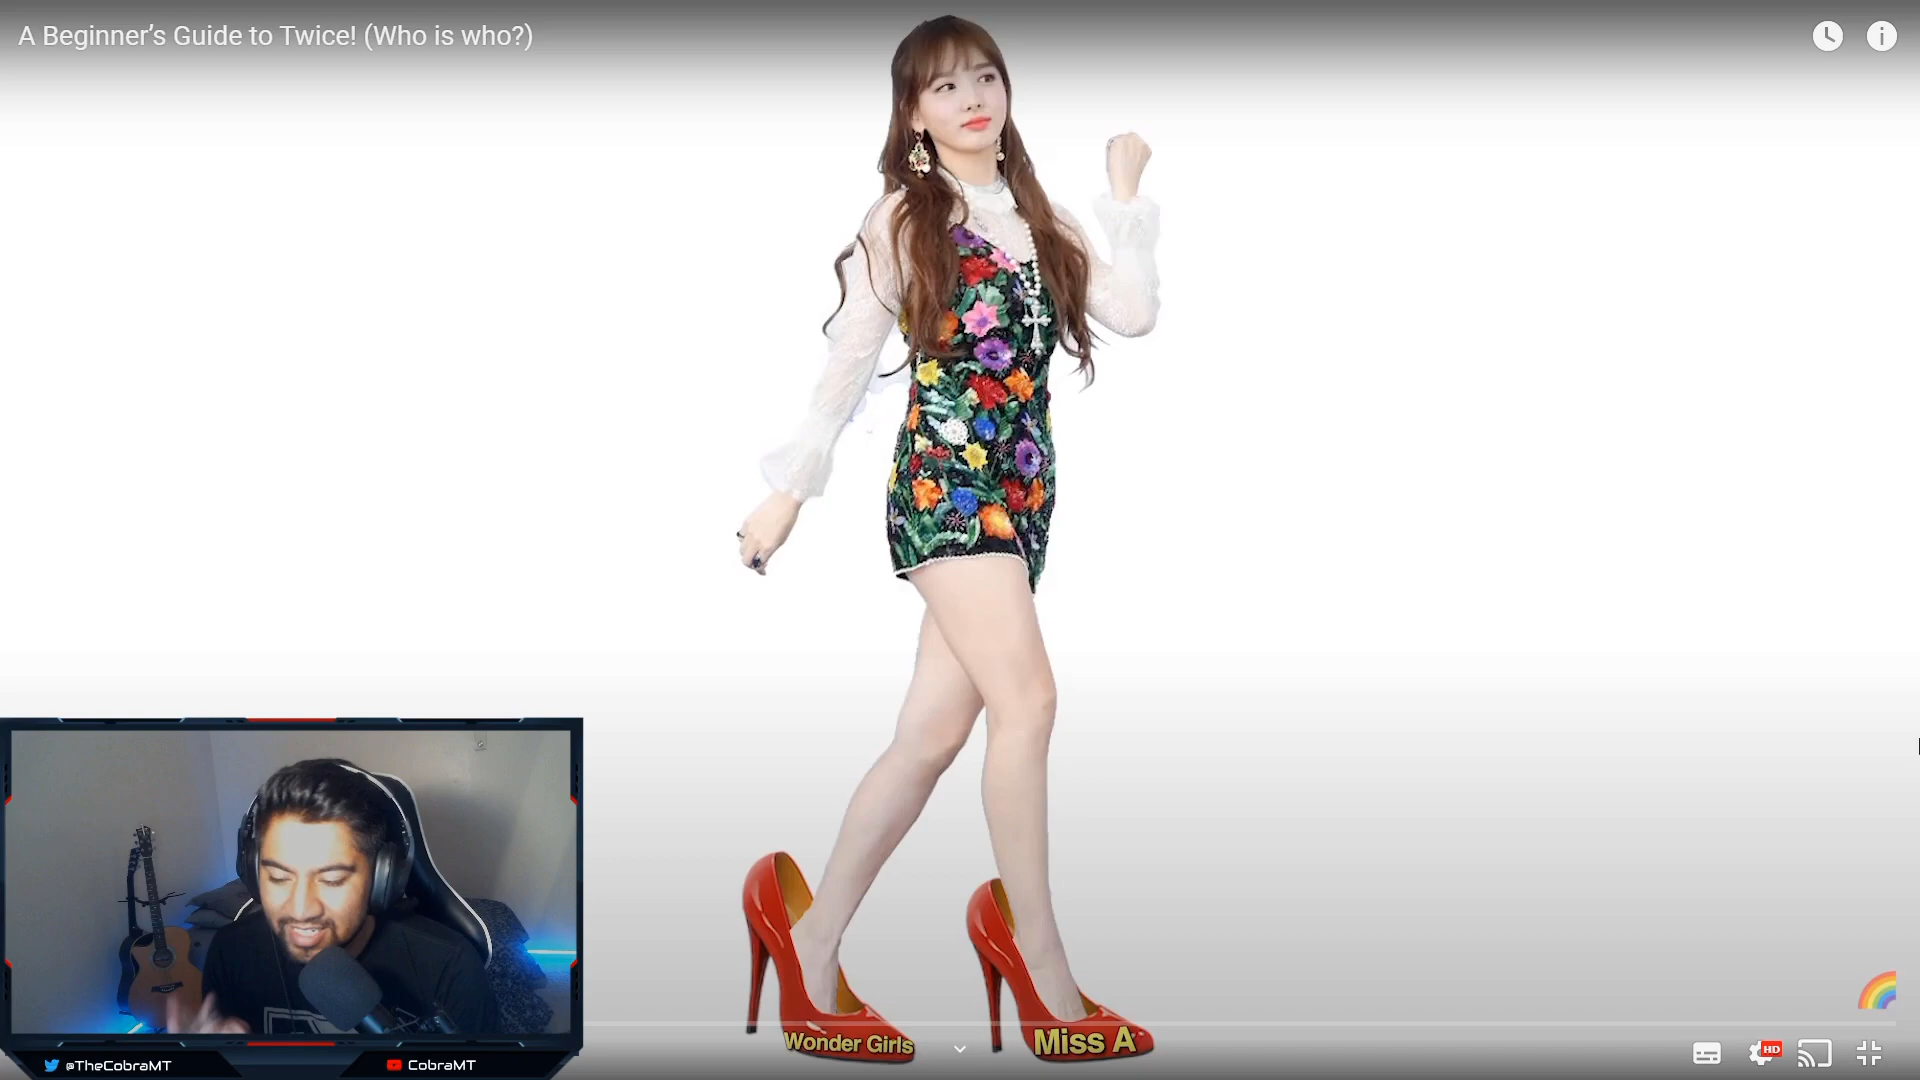 A Beginner’s Guide to Twice! (Who is who?)
Wonder Girls
Miss A
HD
@TheCobraMT
CobraMT